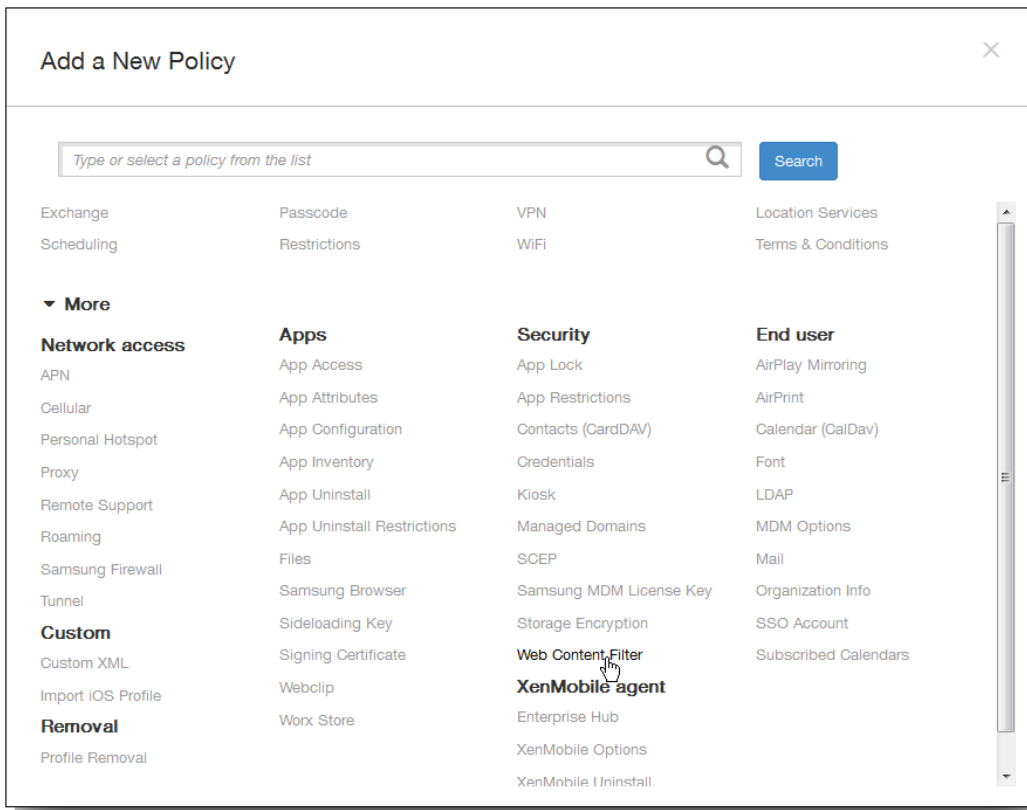 Add a New Policy
Type or select a policy from the list
Search
Exchange
Passcode
VPN
Location Services
Scheduling
Restrictions
WiFi
Terms & Conditions
More
Network access
APN
Cellular
Personal Hotspot
Proxy
Remote Support
Roaming
Samsung Firewall
Tunnel
Custom
Custom XML
Import iOS Profile
Removal
Profile Removal
Apps
App Access
App Attributes
App Configuration
App Inventory
App Uninstall
App Uninstall Restrictions
Files
Samsung Browser
Sideloading Key
Signing Certificate
Webclip
Worx Store
Security
App Lock
App Restrictions
Contacts (CardDAV)
Credentials
Kiosk
Managed Domains
SCEP
Samsung MDM License Key
Storage Encryption
Web Content Filter
XenMobile agent
Enterprise Hub
XenMobile Options
XenMobile Uninstall
End user
AirPlay Mirroring
AirPrint
Calendar (CalDav)
Font
LDAP
MDM Options
Mail
Organization Info
SSO Account
Subscribed Calendars